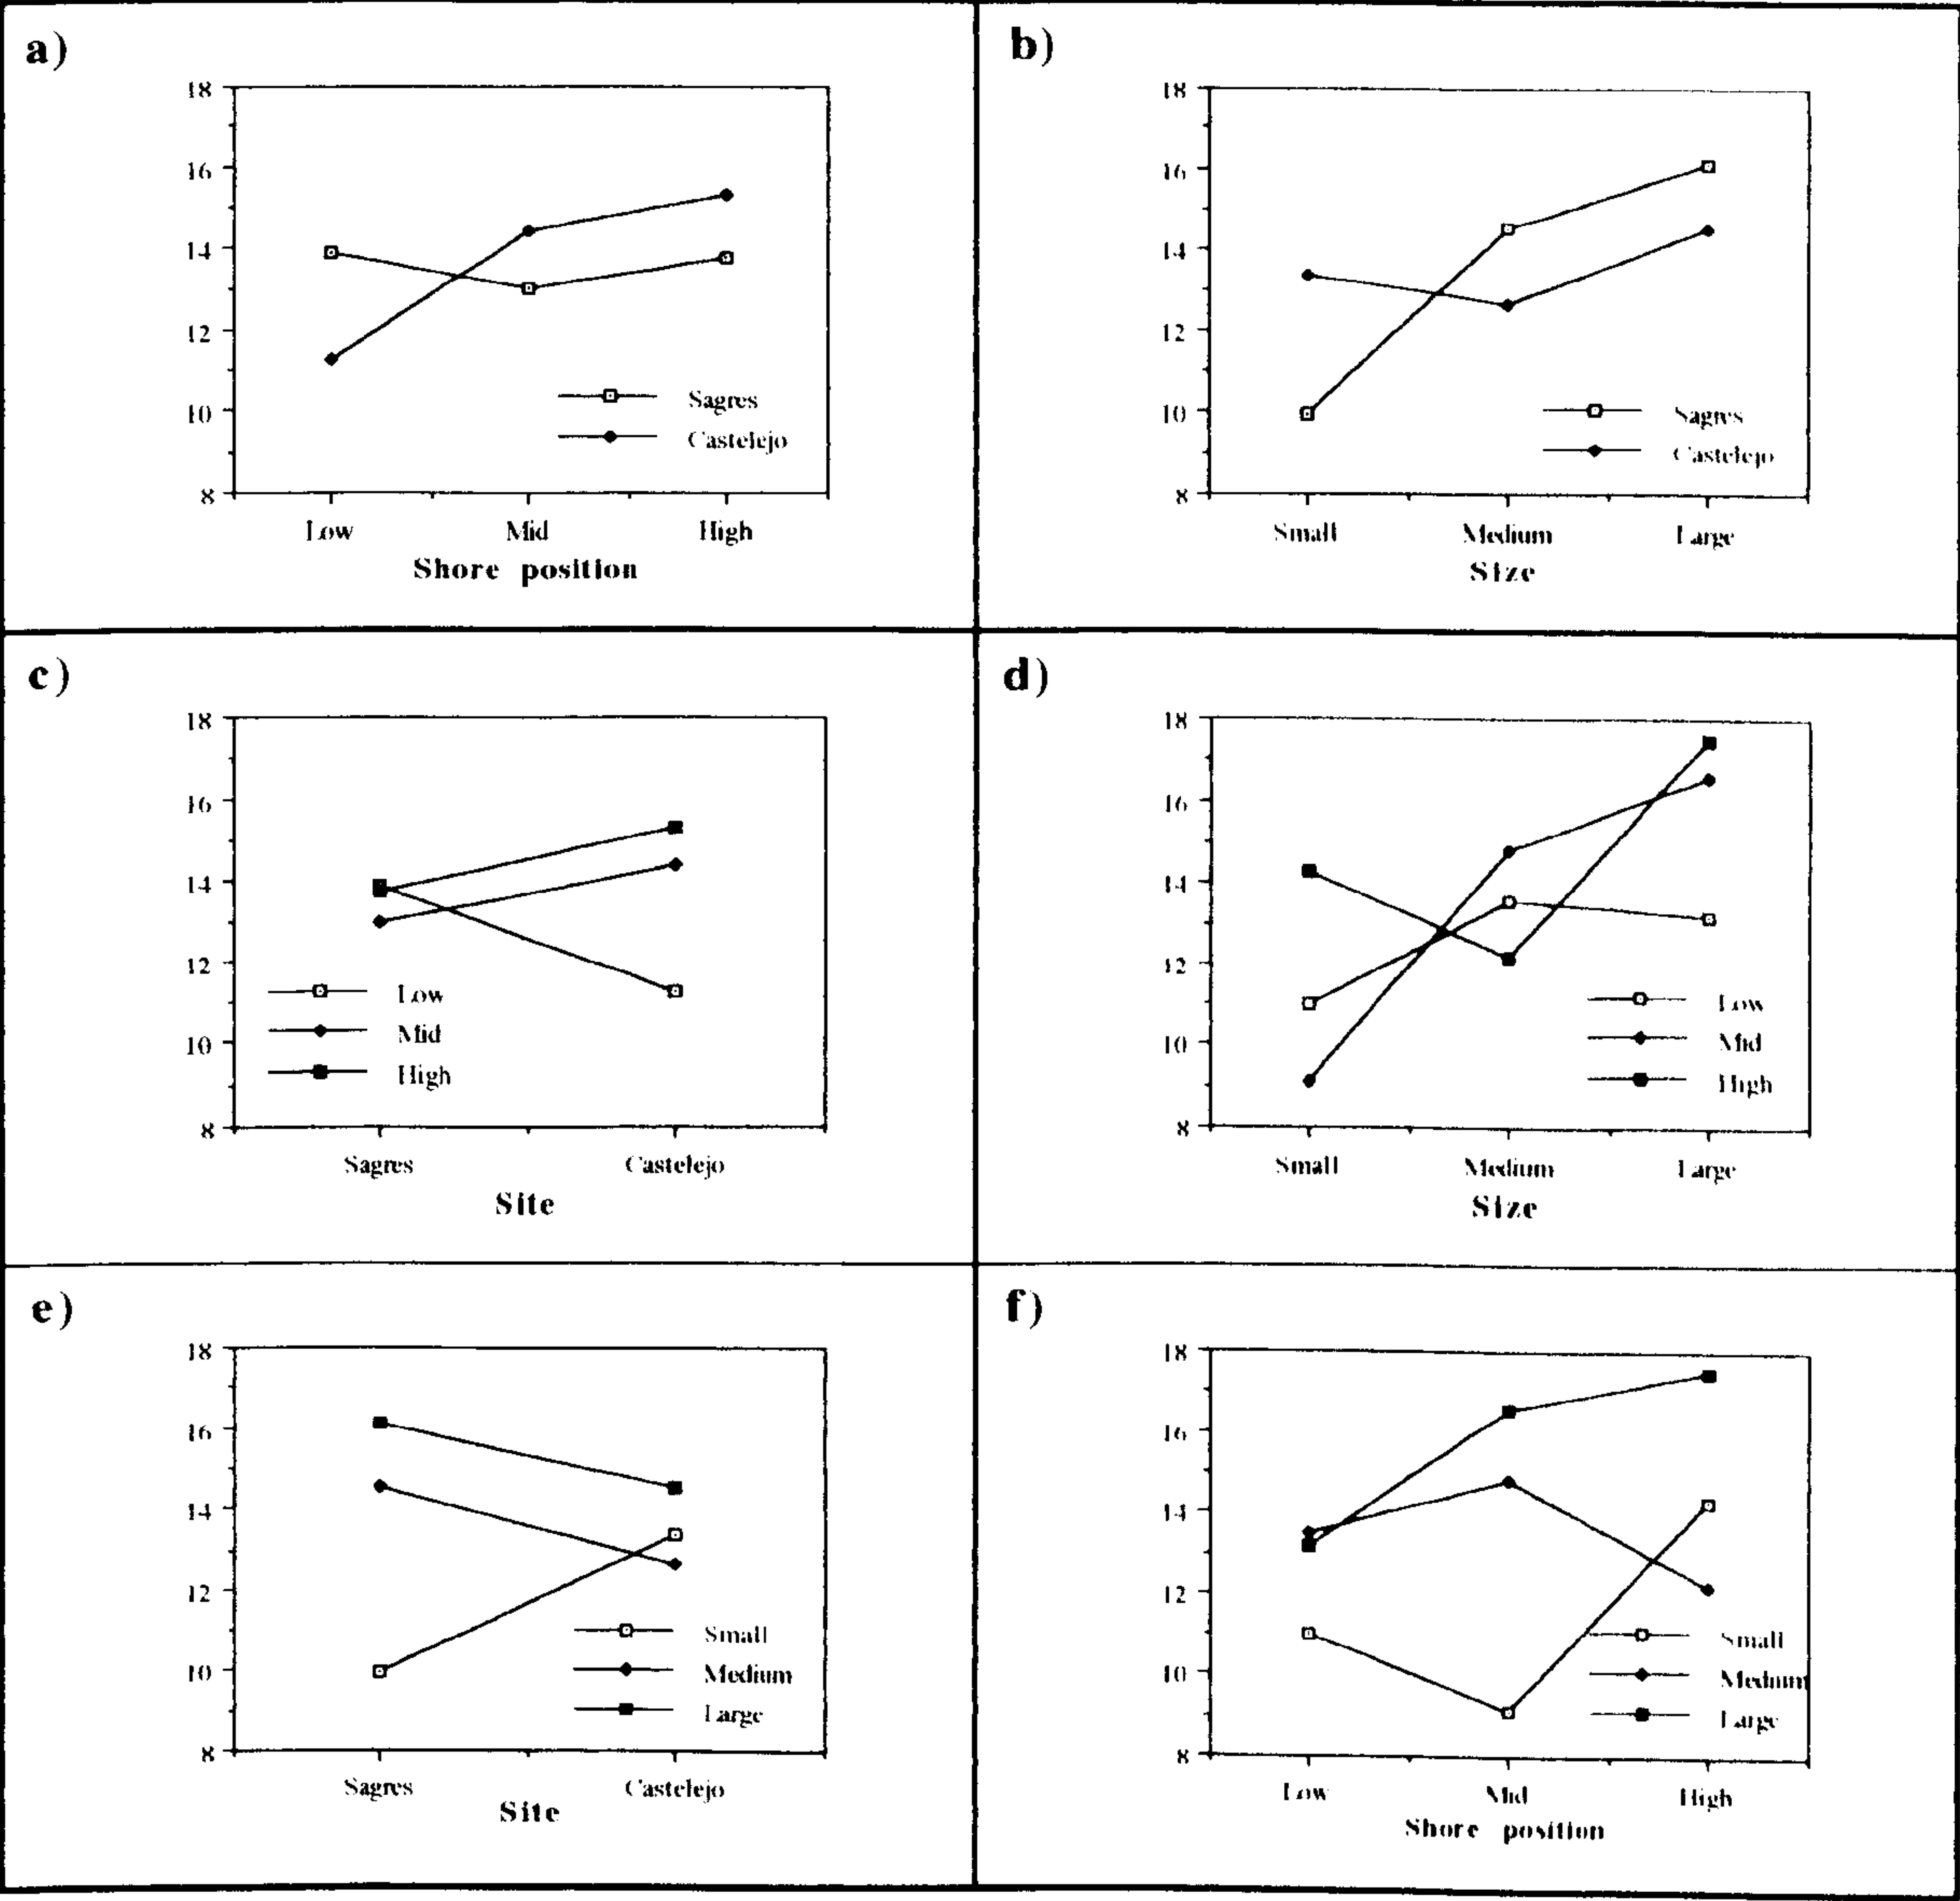 a)
18
16
14
12
10
8
Sagres
Castelejo
Low Mid High
Shore position
b)
18
16
14
12
10
8
Sagres
Castelejo
Small Medium Large
Size
c)
18
16
14
12
10
8
Low
Mid
High
Sagres Castelejo
Site
d)
18
16
14
12
10
8
Low
Mid
High
Small Medium Large
Size
e)
18
16
14
12
10
8
Small
Medium
Large
Sagres Castelejo
Site
f)
18
16
14
12
10
8
Small
Medium
Large
Low Mid High
Shore position